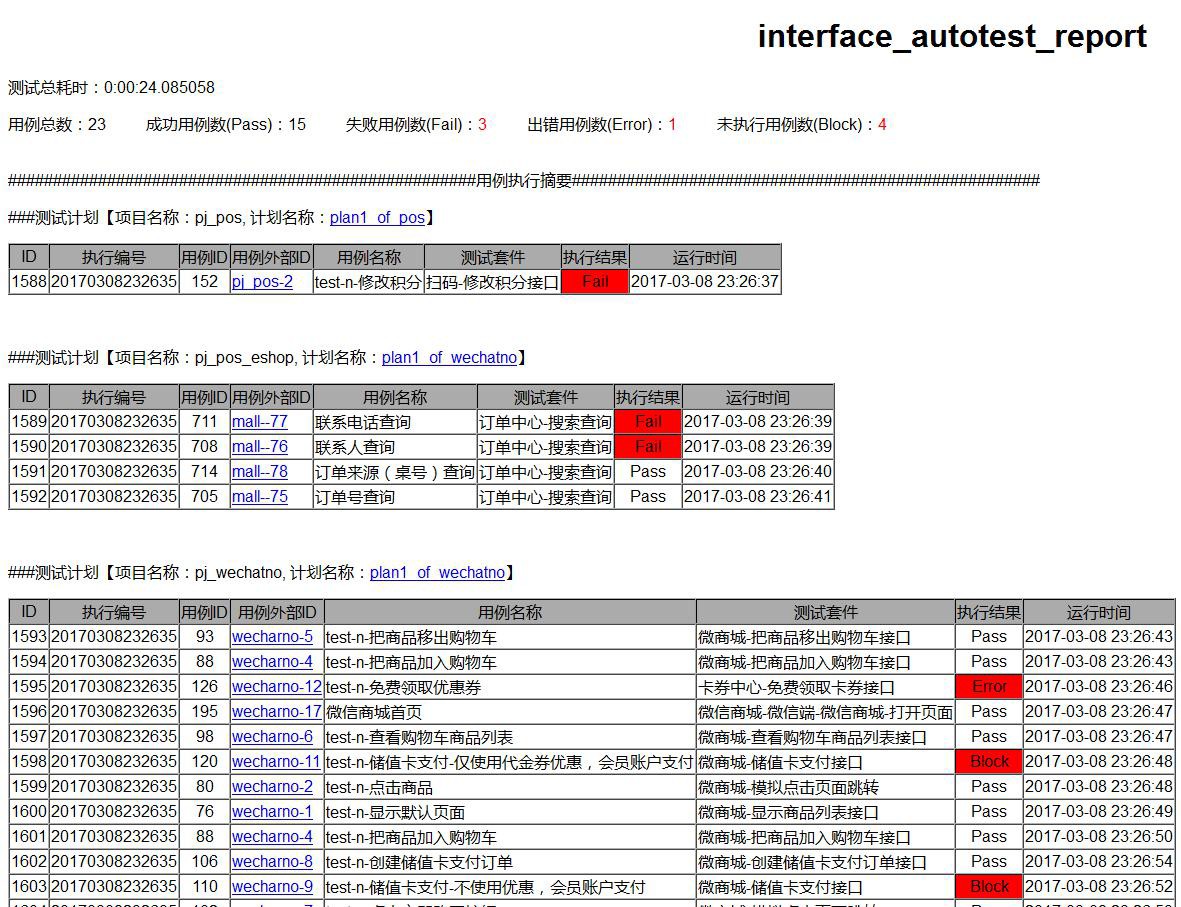 interface_autotest_report
测试总耗时：0:00:24.085058
用例总数：23 成功用例数(Pass)：15 失败用例数(Fail)：3 出错用例数(Error)：1 未执行用例数(Block)：4
####################################################用例执行摘要####################################################
###测试计划【项目名称：pj_pos, 计划名称：plan1_of_pos】
ID 执行编号 用例ID 用例外部ID 用例名称 测试套件 执行结果 运行时间
1588 20170308232635 152 pj_pos-2 test-n-修改积分 扫码-修改积分接口 Fail 2017-03-08 23:26:37
###测试计划【项目名称：pj_pos_eshop, 计划名称：plan1_of_wechatno】
ID 执行编号 用例ID 用例外部ID 用例名称 测试套件 执行结果 运行时间
1589 20170308232635 711 mall--77 联系电话查询 订单中心-搜索查询 Fail 2017-03-08 23:26:39
1590 20170308232635 708 mall--76 联系人查询 订单中心-搜索查询 Fail 2017-03-08 23:26:39
1591 20170308232635 714 mall--78 订单来源（桌号）查询 订单中心-搜索查询 Pass 2017-03-08 23:26:40
1592 20170308232635 705 mall--75 订单号查询 订单中心-搜索查询 Pass 2017-03-08 23:26:41
###测试计划【项目名称：pj_wechatno, 计划名称：plan1_of_wechatno】
ID 执行编号 用例ID 用例外部ID 用例名称 测试套件 执行结果 运行时间
1593 20170308232635 93 wecharno-5 test-n-把商品移出购物车 微商城-把商品移出购物车接口 Pass 2017-03-08 23:26:43
1594 20170308232635 88 wecharno-4 test-n-把商品加入购物车 微商城-把商品加入购物车接口 Pass 2017-03-08 23:26:43
1595 20170308232635 126 wecharno-12 test-n-免费领取优惠券 卡券中心-免费领取卡券接口 Error 2017-03-08 23:26:46
1596 20170308232635 195 wecharno-17 微信商城首页 微信商城-微信端-微信商城-打开页面 Pass 2017-03-08 23:26:47
1597 20170308232635 98 wecharno-6 test-n-查看购物车商品列表 微商城-查看购物车商品列表接口 Pass 2017-03-08 23:26:47
1598 20170308232635 120 wecharno-11 test-n-储值卡支付-仅使用代金券优惠，会员账户支付 微商城-储值卡支付接口 Block 2017-03-08 23:26:48
1599 20170308232635 80 wecharno-2 test-n-点击商品 微商城-模拟点击页面跳转 Pass 2017-03-08 23:26:48
1600 20170308232635 76 wecharno-1 test-n-显示默认页面 微商城-显示商品列表接口 Pass 2017-03-08 23:26:49
1601 20170308232635 88 wecharno-4 test-n-把商品加入购物车 微商城-把商品加入购物车接口 Pass 2017-03-08 23:26:50
1602 20170308232635 106 wecharno-8 test-n-创建储值卡支付订单 微商城-创建储值卡支付订单接口 Pass 2017-03-08 23:26:54
1603 20170308232635 110 wecharno-9 test-n-储值卡支付-不使用优惠，会员账户支付 微商城-储值卡支付接口 Block 2017-03-08 23:26:52